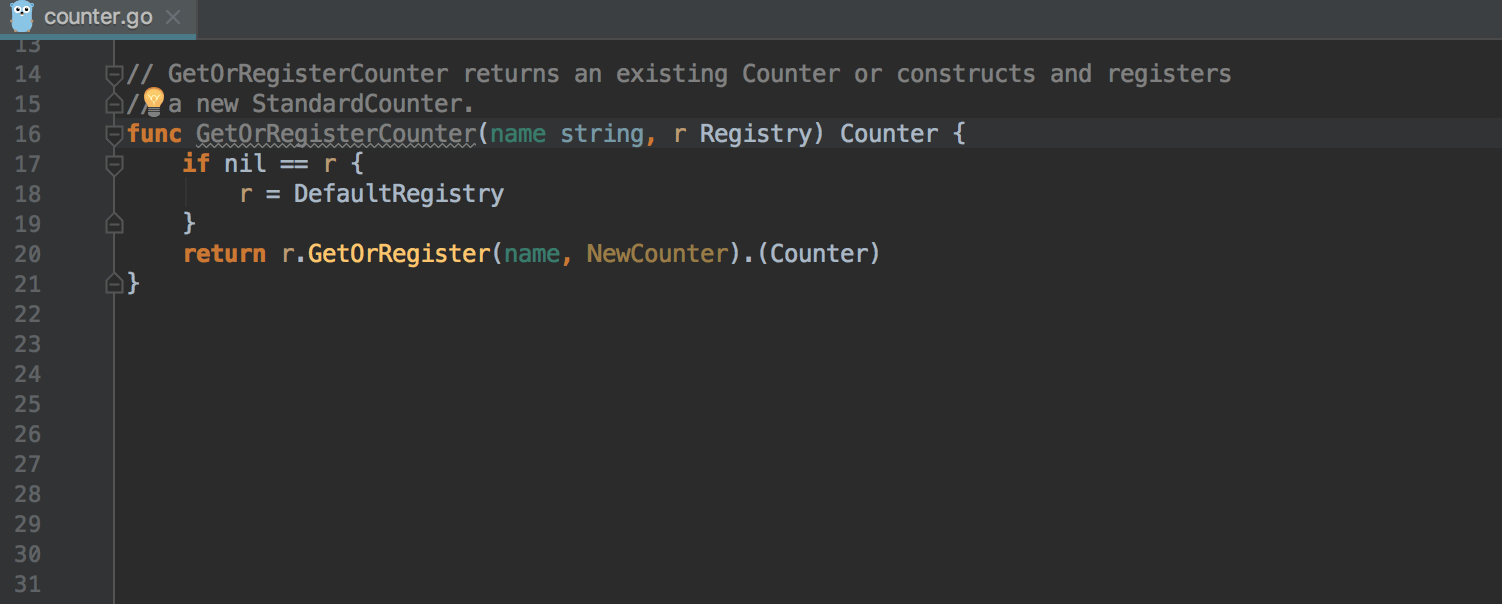 counter.go
13
14 // GetOrRegisterCounter returns an existing Counter or constructs and registers
15 // a new StandardCounter.
16 func GetOrRegisterCounter(name string, r Registry) Counter {
17     if nil == r {
18         r = DefaultRegistry
19     }
20     return r.GetOrRegister(name, NewCounter).(Counter)
21 }
22
23
24
25
26
27
28
29
30
31